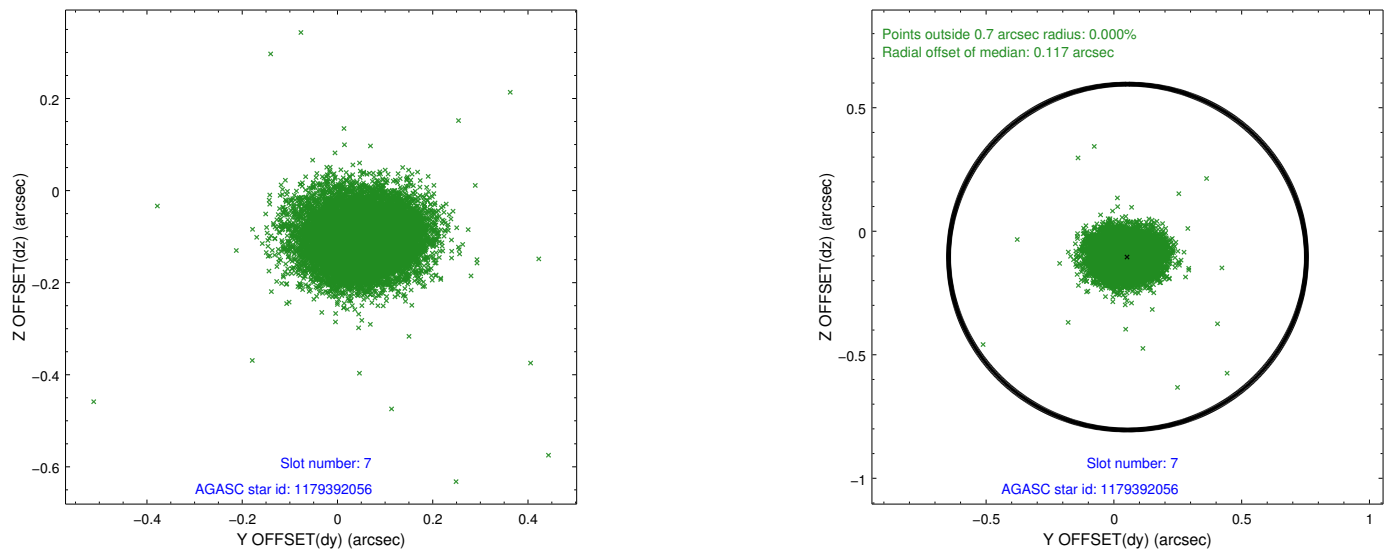 0.2
0
−0.2
−0.4
−0.6
Z OFFSET(dz) (arcsec)
Slot number: 7
AGASC star id: 1179392056
−0.4
−0.2
0
0.2
0.4
Y OFFSET(dy) (arcsec)
Points outside 0.7 arcsec radius: 0.000%
Radial offset of median: 0.117 arcsec
0.5
0
−0.5
−1
Z OFFSET(dz) (arcsec)
Slot number: 7
AGASC star id: 1179392056
−0.5
0
0.5
1
Y OFFSET(dy) (arcsec)